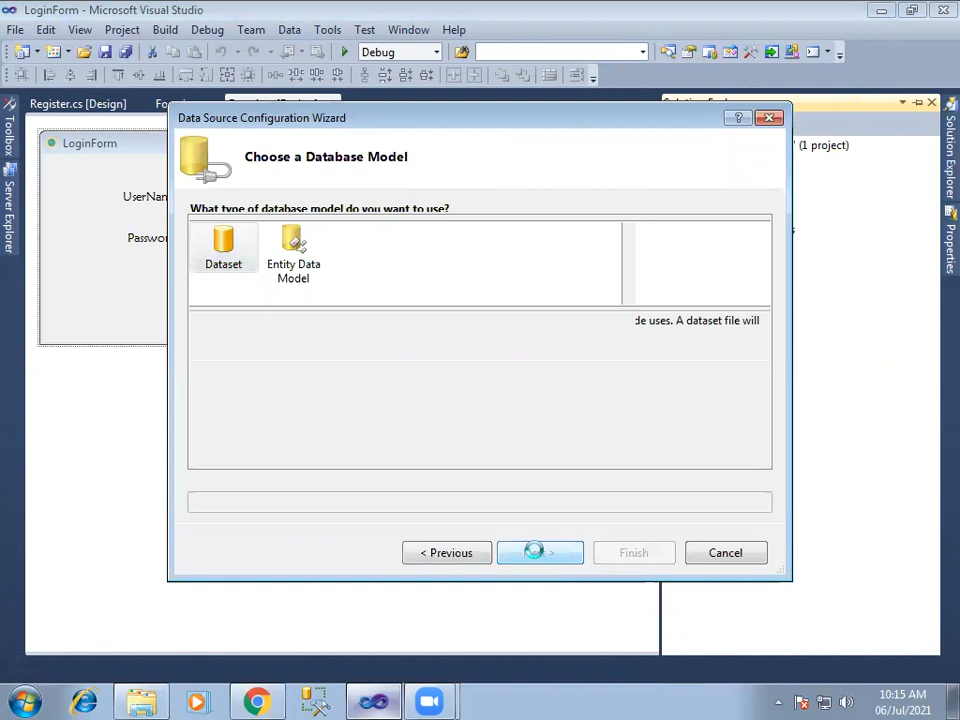 LoginForm - Microsoft Visual Studio
File Edit View Project Build Debug Team Data Tools Test Window Help
Debug
Register.cs [Design]
Toolbox
Server Explorer
LoginForm
Data Source Configuration Wizard
Choose a Database Model
What type of database model do you want to use?
Dataset
Entity Data
Model
de uses. A dataset file will
< Previous
>
Finish
Cancel
(1 project)
Solution Explorer
Properties
10:15 AM
06/Jul/2021